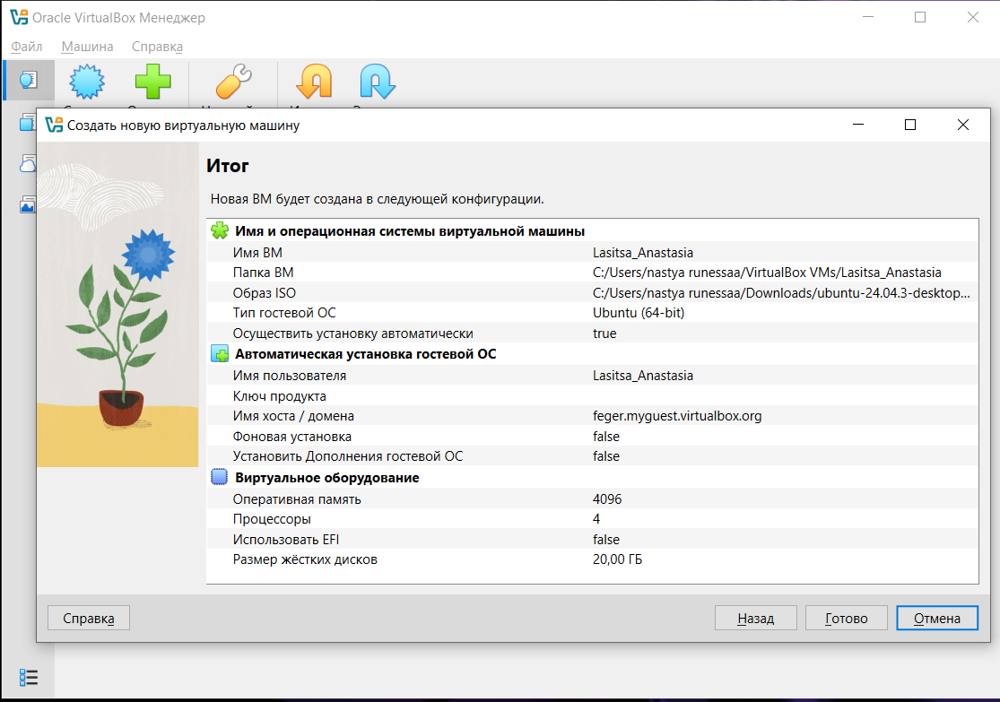 Oracle VirtualBox Менеджер
Файл Машина Справка
Создать новую виртуальную машину
Итог
Новая ВМ будет создана в следующей конфигурации.
Имя и операционная системы виртуальной машины
Имя ВМ Lasitsa_Anastasia
Папка ВМ C:/Users/nastya runessaa/VirtualBox VMs/Lasitsa_Anastasia
Образ ISO C:/Users/nastya runessaa/Downloads/ubuntu-24.04.3-desktop...
Тип гостевой ОС Ubuntu (64-bit)
Осуществить установку автоматически true
Автоматическая установка гостевой ОС
Имя пользователя Lasitsa_Anastasia
Ключ продукта
Имя хоста / домена feger.myguest.virtualbox.org
Фоновая установка false
Установить Дополнения гостевой ОС false
Виртуальное оборудование
Оперативная память 4096
Процессоры 4
Использовать EFI false
Размер жёстких дисков 20,00 ГБ
Справка Назад Готово Отмена